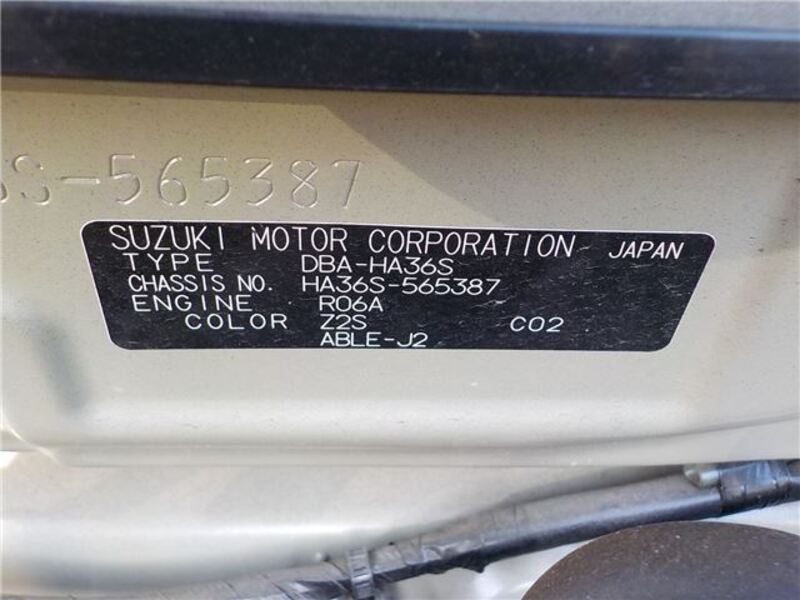 6S-565387
SUZUKI MOTOR CORPORATION JAPAN
TYPE DBA-HA36S
CHASSIS NO. HA36S-565387
ENGINE R06A
COLOR Z2S C02
ABLE-J2